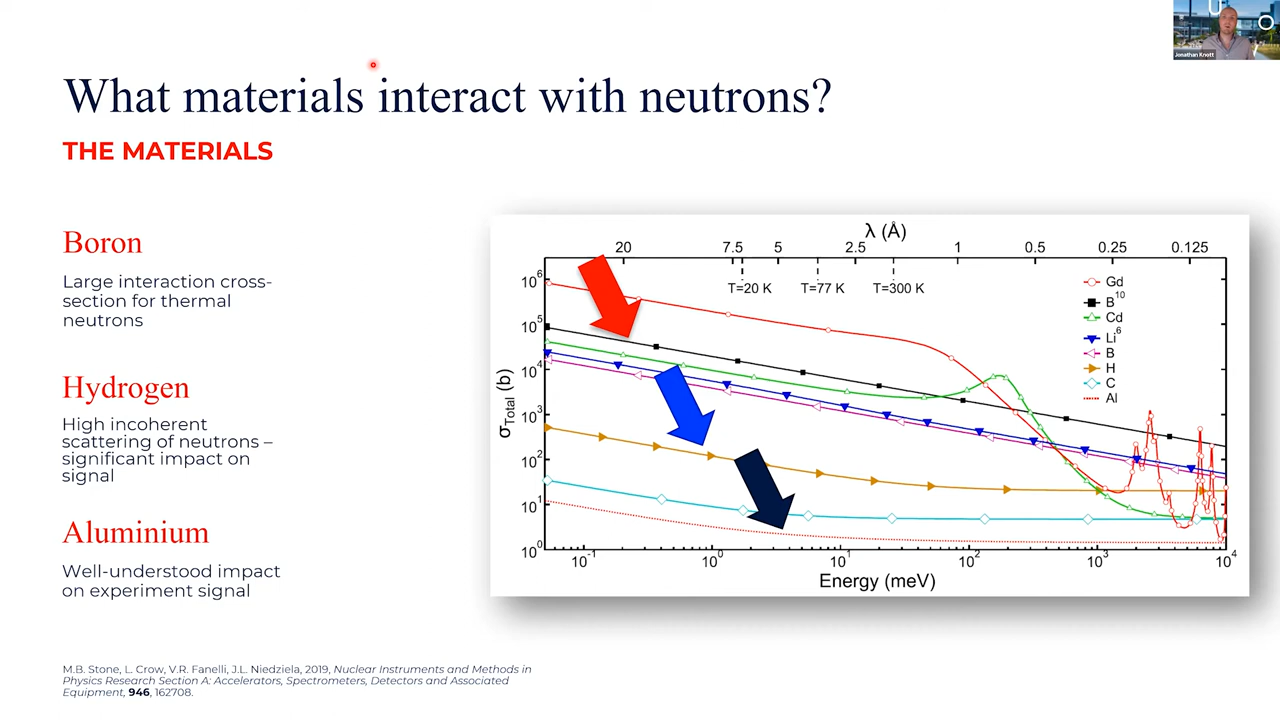 U
O
Jonathan Knott
What materials interact with neutrons?
THE MATERIALS
Boron
Large interaction cross-
section for thermal
neutrons
Hydrogen
High incoherent
scattering of neutrons –
significant impact on
signal
Aluminium
Well-understood impact
on experiment signal
λ (Å)
20 7.5 5 2.5 1 0.5 0.25 0.125
T=20 K T=77 K T=300 K
σTotal (b)
10⁶
10⁵
10⁴
10³
10²
10¹
10⁰
Gd
B¹⁰
Cd
Li⁶
B
H
C
Al
10⁻¹ 10⁰ 10¹ 10² 10³ 10⁴
Energy (meV)
M.B. Stone, L. Crow, V.R. Fanelli, J.L. Niedziela, 2019, Nuclear Instruments and Methods in
Physics Research Section A: Accelerators, Spectrometers, Detectors and Associated
Equipment, 946, 162708.